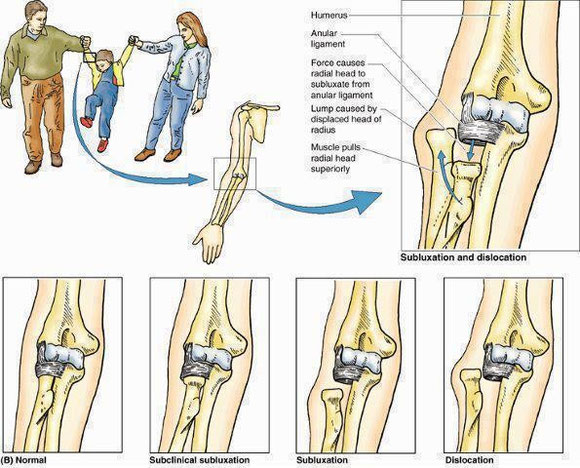 Humerus
Anular
ligament
Force causes
radial head to
subluxate from
anular ligament
Lump caused by
displaced head of
radius
Muscle pulls
radial head
superiorly
Subluxation and dislocation
(B) Normal
Subclinical subluxation
Subluxation
Dislocation